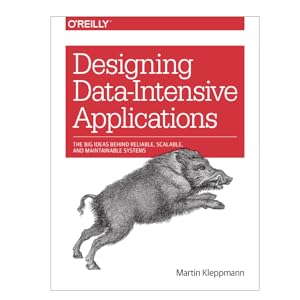 O'REILLY®
Designing
Data-Intensive
Applications
THE BIG IDEAS BEHIND RELIABLE, SCALABLE,
AND MAINTAINABLE SYSTEMS
Martin Kleppmann